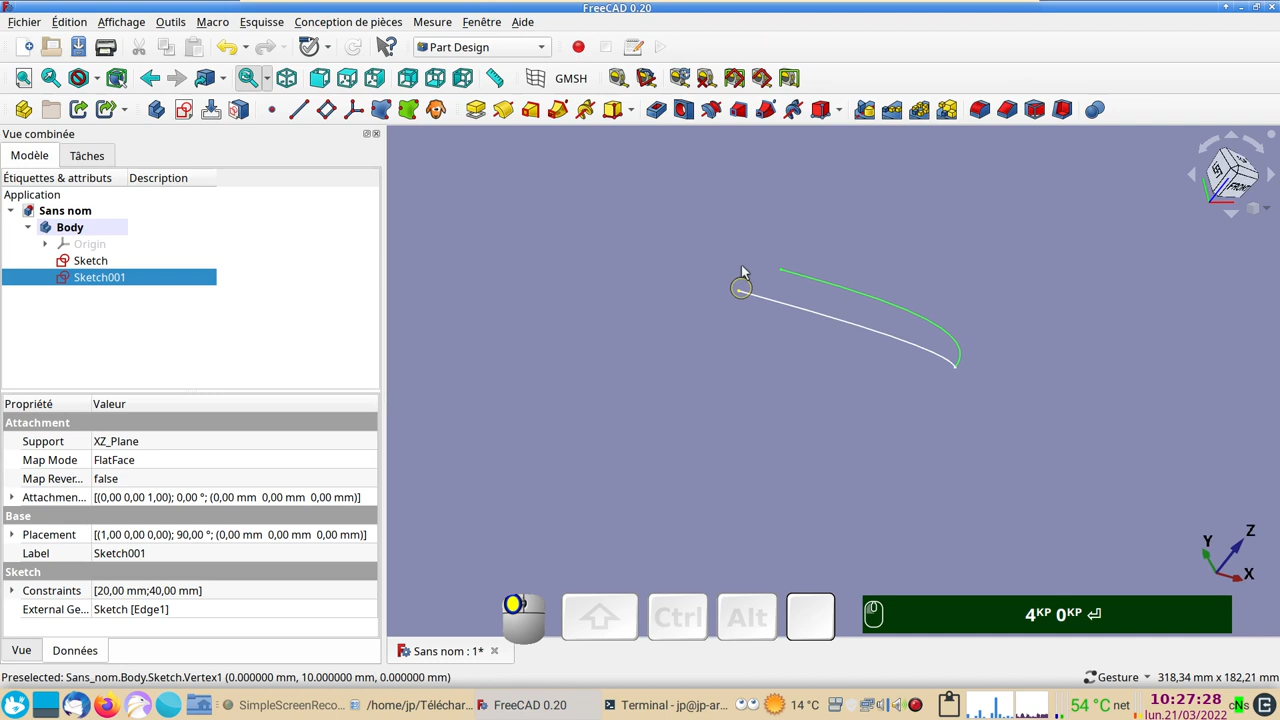 FreeCAD 0.20
Fichier Édition Affichage Outils Macro Esquisse Conception de pièces Mesure Fenêtre Aide
Part Design
GMSH
Vue combinée
Modèle Tâches
Étiquettes & attributs Description
Application
Sans nom
Body
Origin
Sketch
Sketch001
FRONT
Propriété Valeur
Attachment
Support XZ_Plane
Map Mode FlatFace
Map Rever... false
Attachmen... [(0,00 0,00 1,00); 0,00 °; (0,00 mm 0,00 mm 0,00 mm)]
Base
Placement [(1,00 0,00 0,00); 90,00 °; (0,00 mm 0,00 mm 0,00 mm)]
Label Sketch001
Sketch
Constraints [20,00 mm;40,00 mm]
External Ge... Sketch [Edge1]
Z
Y
X
Ctrl Alt
4ᴷᴾ 0ᴷᴾ ⏎
Vue Données
Sans nom : 1*
Preselected: Sans_nom.Body.Sketch.Vertex1 (0.000000 mm, 10.000000 mm, 0.000000 mm)
Gesture 318,34 mm x 182,21 mm
SimpleScreenReco... /home/jp/Téléchar... FreeCAD 0.20 Terminal - jp@jp-ar... 14 °C 54 °C net 10:27:28
lun.21/03/2022